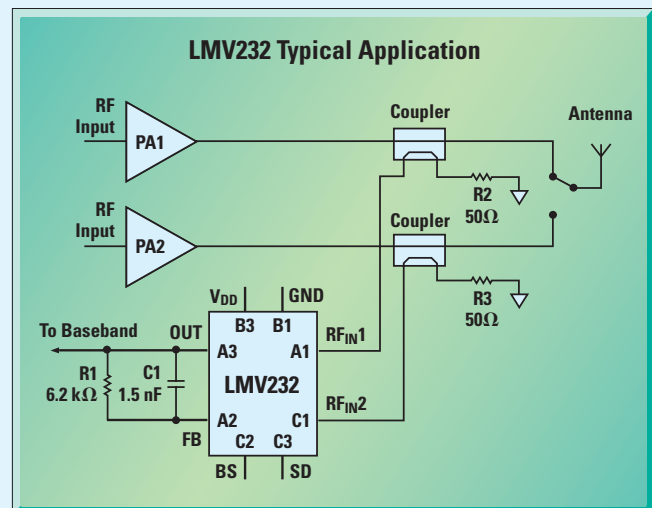 LMV232 Typical Application
RF
Input
PA1
Coupler
Antenna
R2
50Ω
RF
Input
PA2
Coupler
R3
50Ω
VDD
GND
B3
B1
To Baseband
OUT
A3
A1
RFIN1
R1
6.2 kΩ
C1
1.5 nF
LMV232
A2
C1
RFIN2
FB
C2
C3
BS
SD